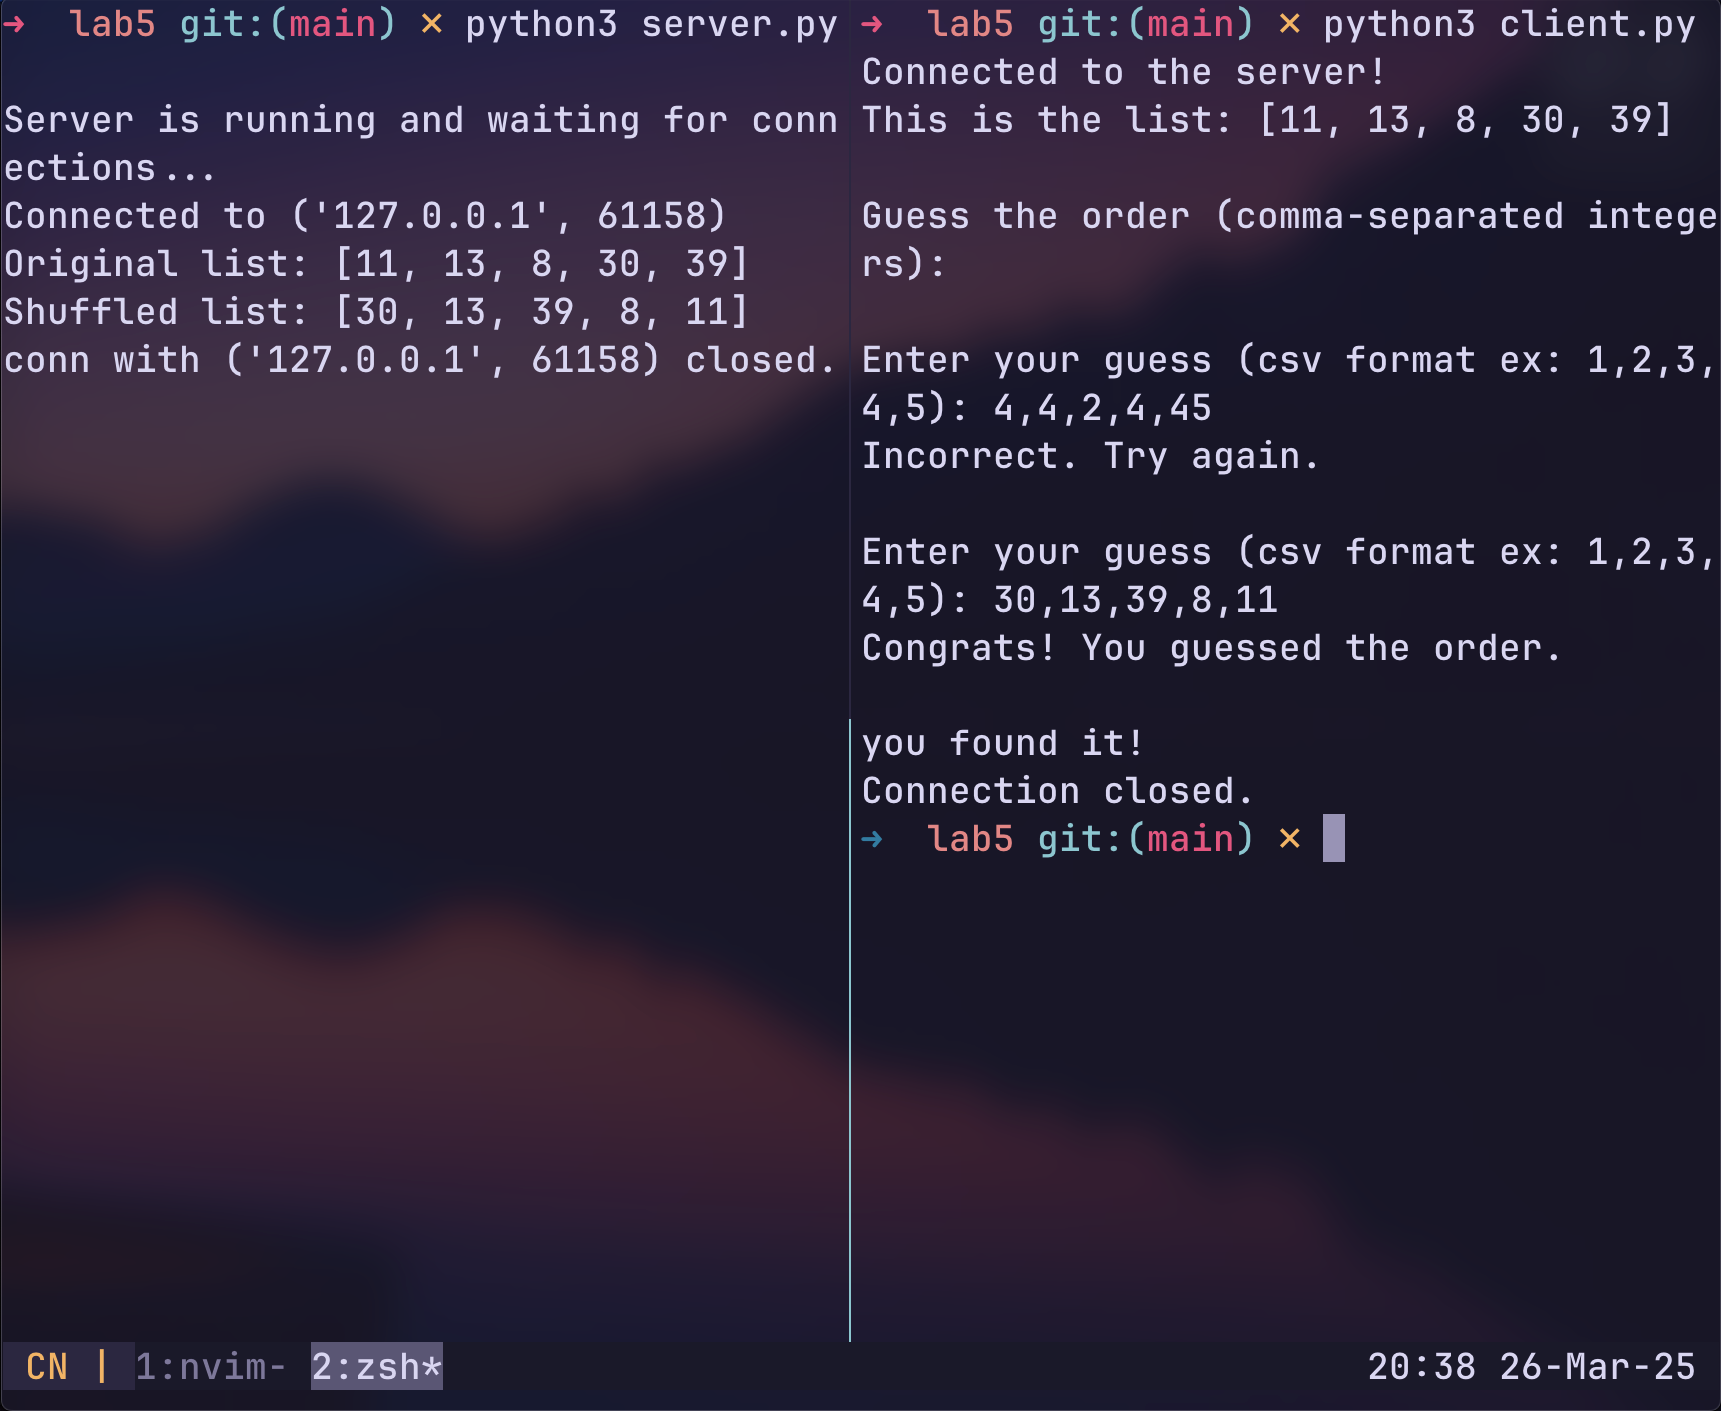 ➜  lab5 git:(main) ✗ python3 server.py
Server is running and waiting for conn
ections...
Connected to ('127.0.0.1', 61158)
Original list: [11, 13, 8, 30, 39]
Shuffled list: [30, 13, 39, 8, 11]
conn with ('127.0.0.1', 61158) closed.
➜  lab5 git:(main) ✗ python3 client.py
Connected to the server!
This is the list: [11, 13, 8, 30, 39]
Guess the order (comma-separated intege
rs):
Enter your guess (csv format ex: 1,2,3,
4,5): 4,4,2,4,45
Incorrect. Try again.
Enter your guess (csv format ex: 1,2,3,
4,5): 30,13,39,8,11
Congrats! You guessed the order.
you found it!
Connection closed.
➜  lab5 git:(main) ✗
CN | 1:nvim- 2:zsh* 20:38 26-Mar-25